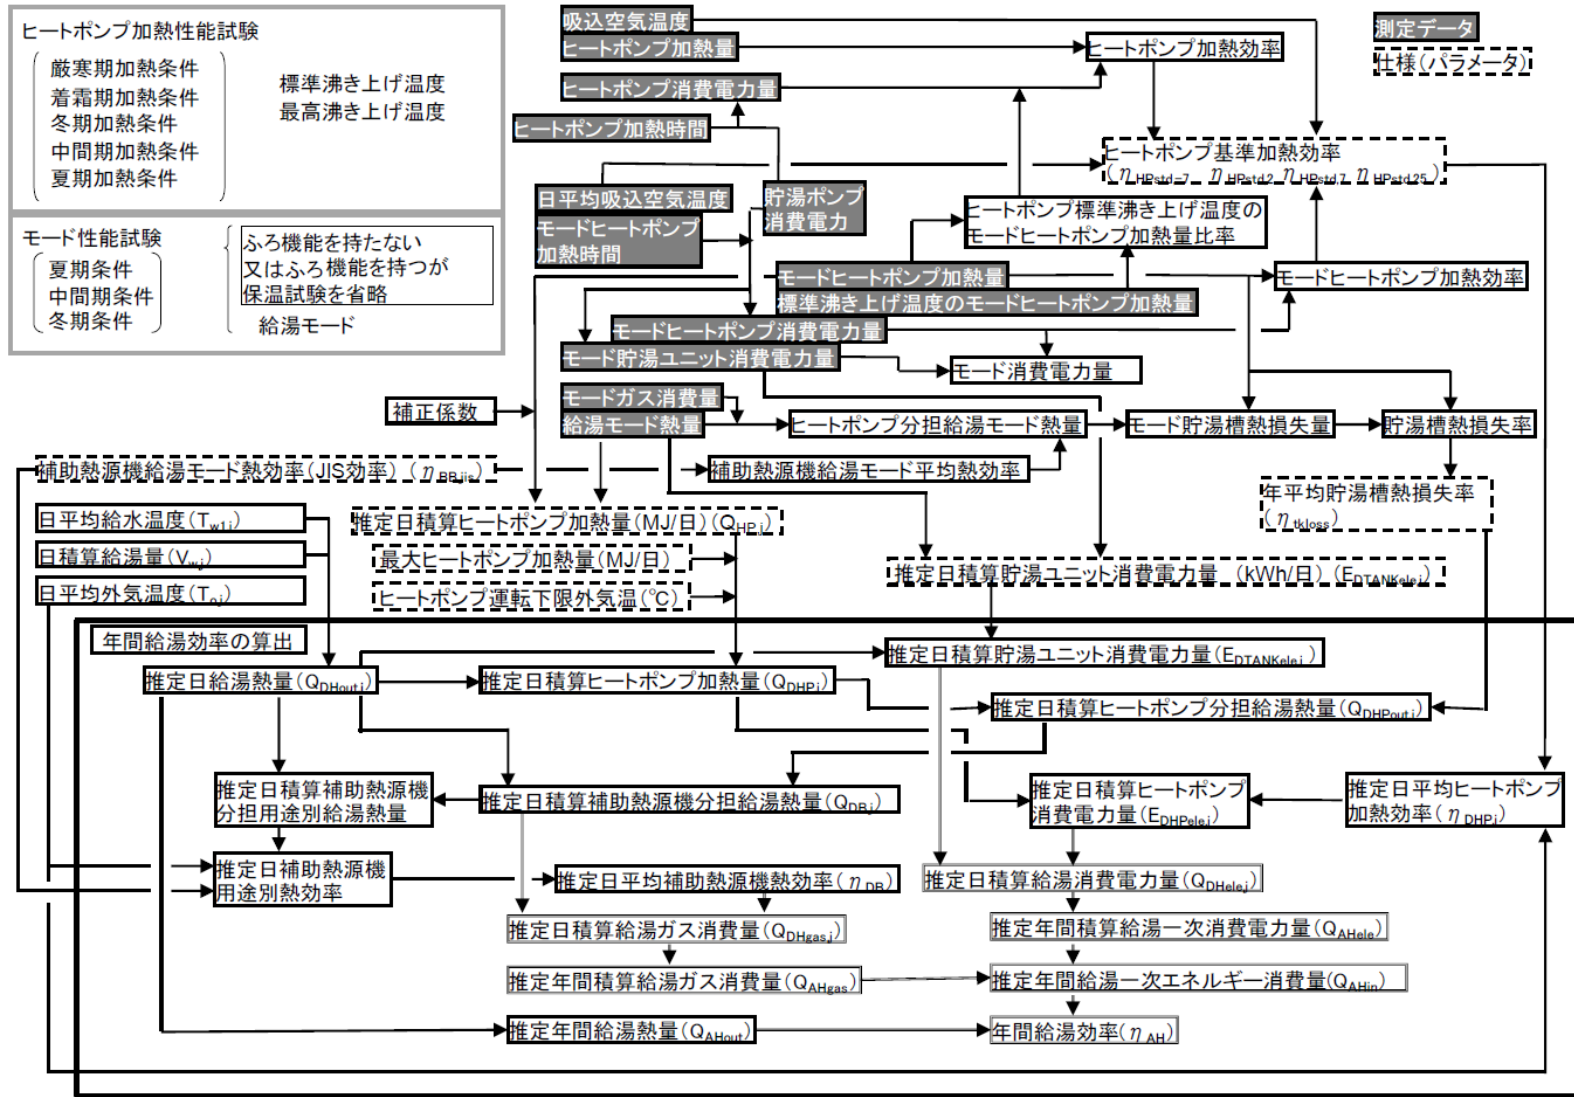 ヒートポンプ加熱性能試験
厳寒期加熱条件
着霜期加熱条件
冬期加熱条件
中間期加熱条件
夏期加熱条件
標準沸き上げ温度
最高沸き上げ温度
モード性能試験
夏期条件
中間期条件
冬期条件
ふろ機能を持たない
又はふろ機能を持つが
保温試験を省略
給湯モード
吸込空気温度
ヒートポンプ加熱量
ヒートポンプ消費電力量
ヒートポンプ加熱時間
ヒートポンプ加熱効率
測定データ
仕様(パラメータ)
ヒートポンプ基準加熱効率
(ηHPstd-7 ηHPstd,2 ηHPstd,7 ηHPstd,25)
日平均吸込空気温度
モードヒートポンプ
加熱時間
貯湯ポンプ
消費電力
ヒートポンプ標準沸き上げ温度の
モードヒートポンプ加熱量比率
モードヒートポンプ加熱量
標準沸き上げ温度のモードヒートポンプ加熱量
モードヒートポンプ加熱効率
モードヒートポンプ消費電力量
モード貯湯ユニット消費電力量
モード消費電力量
モードガス消費量
給湯モード熱量
補正係数
ヒートポンプ分担給湯モード熱量
モード貯湯槽熱損失量
貯湯槽熱損失率
補助熱源機給湯モード熱効率(JIS効率) (ηBB,jis)
補助熱源機給湯モード平均熱効率
年平均貯湯槽熱損失率
(ηtkloss)
日平均給水温度(Tw1,j)
日積算給湯量(Vw,j)
日平均外気温度(To,j)
推定日積算ヒートポンプ加熱量(MJ/日)(QHP,j)
最大ヒートポンプ加熱量(MJ/日)
ヒートポンプ運転下限外気温(℃)
推定日積算貯湯ユニット消費電力量 (kWh/日)(EDTANKele,j)
年間給湯効率の算出
推定日積算貯湯ユニット消費電力量(EDTANKele,j)
推定日給湯熱量(QDHout,j)
推定日積算ヒートポンプ加熱量(QDHP,j)
推定日積算ヒートポンプ分担給湯熱量(QDHPout,j)
推定日積算補助熱源機
分担用途別給湯熱量
推定日積算補助熱源機分担給湯熱量(QDB,j)
推定日積算ヒートポンプ
消費電力量(EDHPele,j)
推定日平均ヒートポンプ
加熱効率(ηDHP,j)
推定日補助熱源機
用途別熱効率
推定日平均補助熱源機熱効率(ηDB)
推定日積算給湯消費電力量(QDHele,j)
推定日積算給湯ガス消費量(QDHgas,j)
推定年間積算給湯一次消費電力量(QAHele)
推定年間積算給湯ガス消費量(QAHgas)
推定年間給湯一次エネルギー消費量(QAHin)
推定年間給湯熱量(QAHout)
年間給湯効率(ηAH)